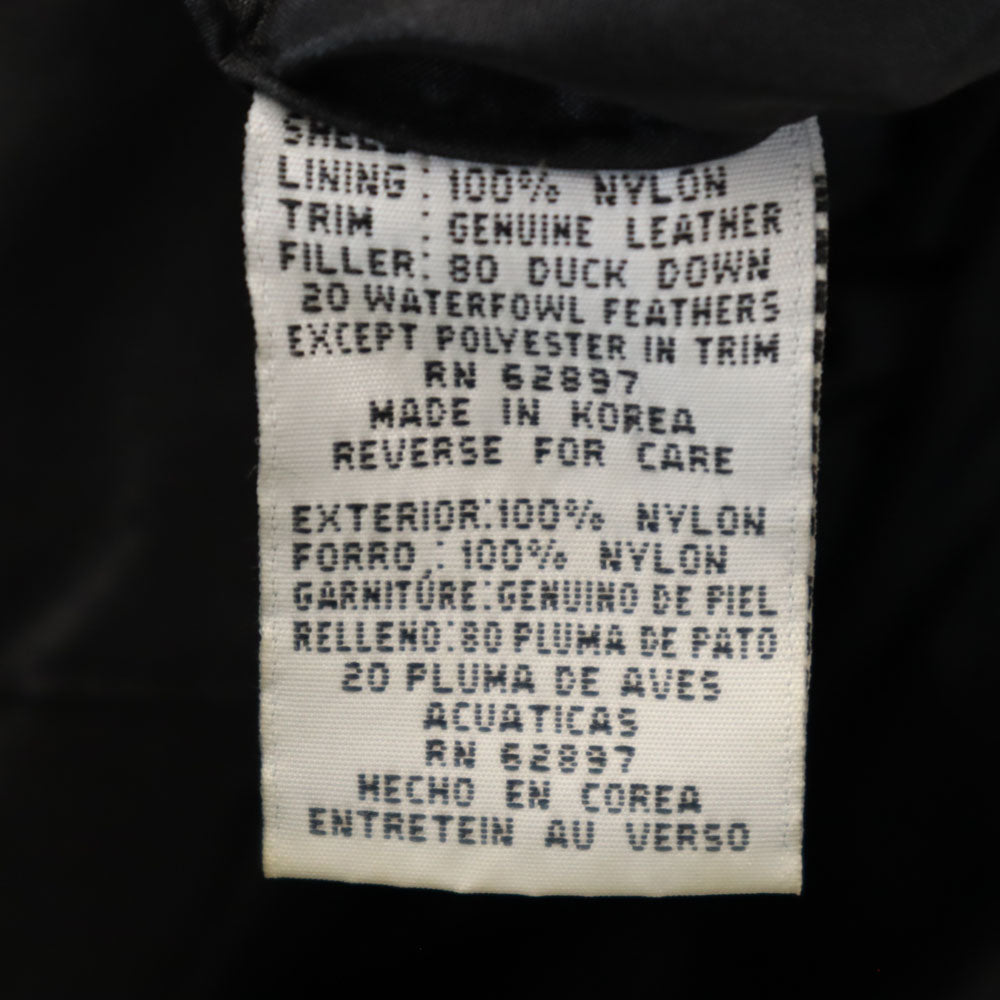 SHELL
LINING : 100% NYLON
TRIM : GENUINE LEATHER
FILLER: 80 DUCK DOWN
20 WATERFOWL FEATHERS
EXCEPT POLYESTER IN TRIM
RN 62897
MADE IN KOREA
REVERSE FOR CARE
EXTERIOR:100% NYLON
FORRO : 100% NYLON
GARNITÚRE:GENUINO DE PIEL
RELLENO:80 PLUMA DE PATO
20 PLUMA DE AVES
ACUATICAS
RN 62897
HECHO EN COREA
ENTRETEIN AU VERSO